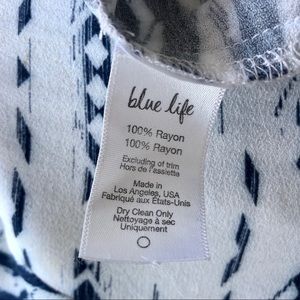 blue life
100% Rayon
100% Rayon
Excluding of trim
Hors de l'assiette
Made in
Los Angeles, USA
Fabriqué aux États-Unis
Dry Clean Only
Nettoyage à sec
Uniquement